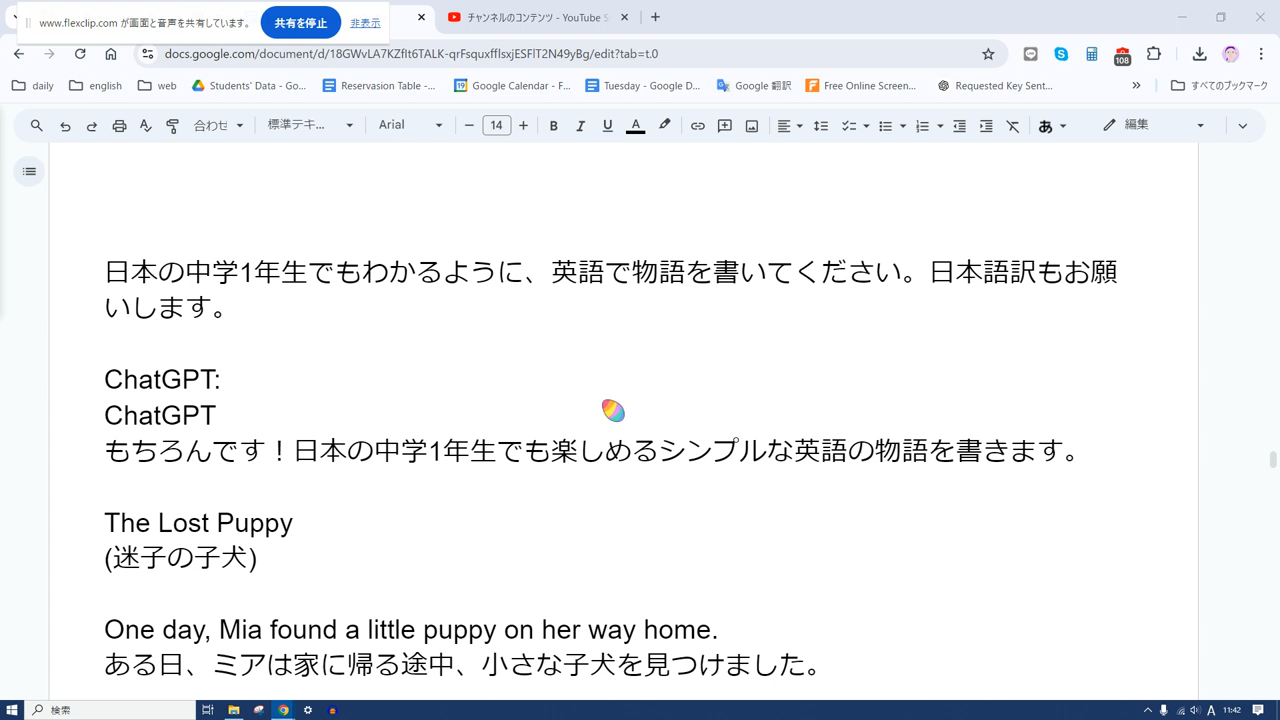 www.flexclip.com が画面と音声を共有しています。 共有を停止 非表示
チャンネルのコンテンツ - YouTube S
docs.google.com/document/d/18GWvLA7KZflt6TALK-qrFsquxfflsxiESFlT2N49yBg/edit?tab=t.0
108
daily english web Students' Data - Go... Reservasion Table -... Google Calendar - F... Tuesday - Google D... Google 翻訳 Free Online Screen... Requested Key Sent... » すべてのブックマーク
合わせ 標準テキ... Arial 14 B I U A あ 編集
日本の中学1年生でもわかるように、英語で物語を書いてください。日本語訳もお願
いします。
ChatGPT:
ChatGPT
もちろんです！日本の中学1年生でも楽しめるシンプルな英語の物語を書きます。
The Lost Puppy
(迷子の子犬)
One day, Mia found a little puppy on her way home.
ある日、ミアは家に帰る途中、小さな子犬を見つけました。
検索 A 11:42